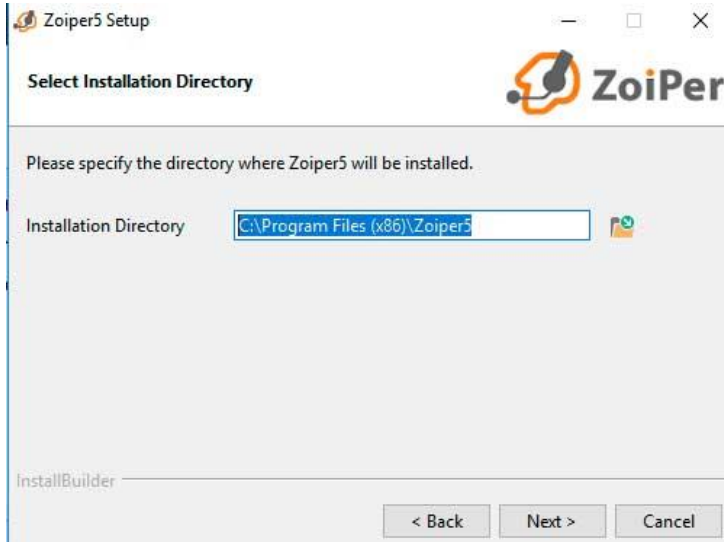 Zoiper5 Setup
Select Installation Directory
ZoiPer
Please specify the directory where Zoiper5 will be installed.
Installation Directory
C:\Program Files (x86)\Zoiper5
InstallBuilder
< Back
Next >
Cancel